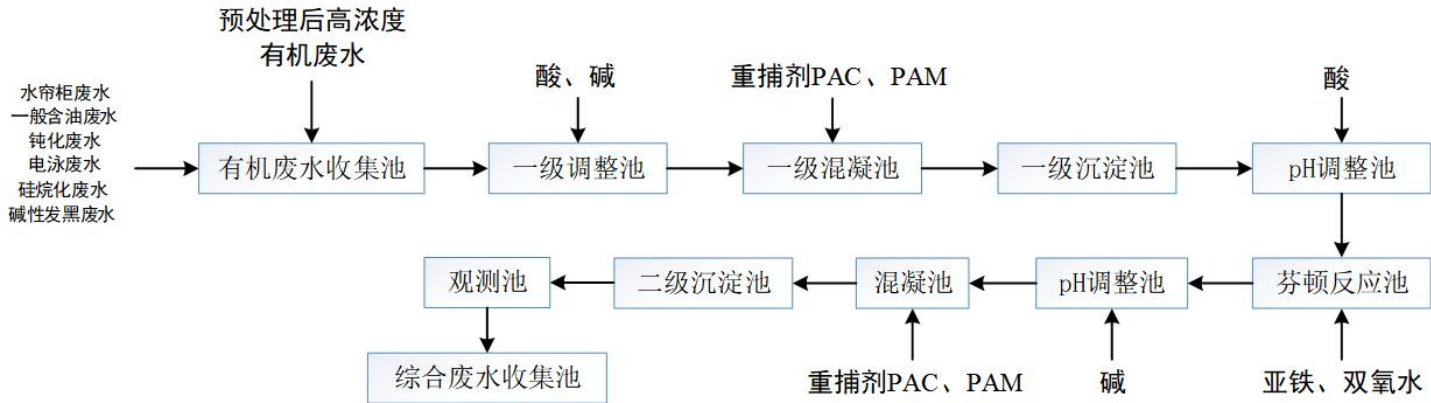 预处理后高浓度
有机废水
水帘柜废水
一般含油废水
钝化废水
电泳废水
硅烷化废水
碱性发黑废水
酸、碱
重捕剂PAC、PAM
酸
有机废水收集池
一级调整池
一级混凝池
一级沉淀池
pH调整池
观测池
二级沉淀池
混凝池
pH调整池
芬顿反应池
综合废水收集池
重捕剂PAC、PAM
碱
亚铁、双氧水